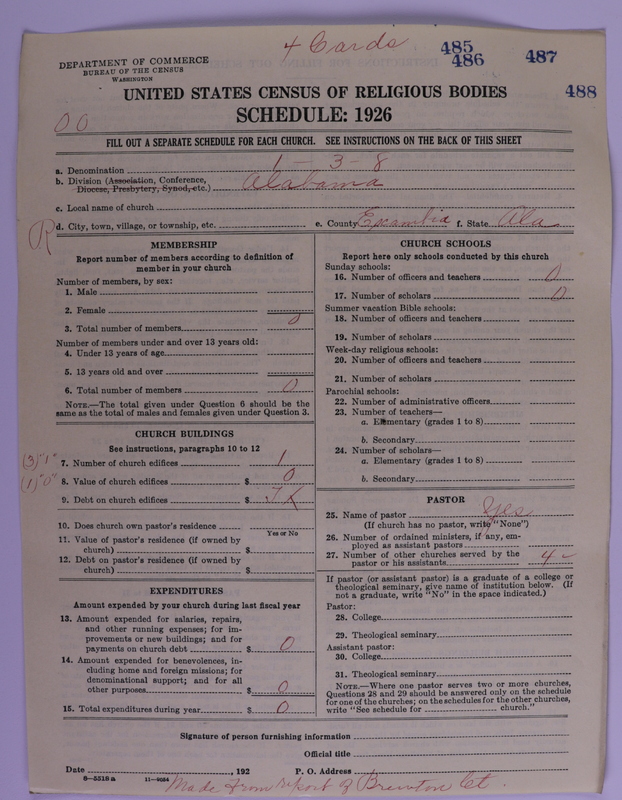 4 Cards 485
486 487
488
DEPARTMENT OF COMMERCE
BUREAU OF THE CENSUS
WASHINGTON
UNITED STATES CENSUS OF RELIGIOUS BODIES
SCHEDULE: 1926
00
FILL OUT A SEPARATE SCHEDULE FOR EACH CHURCH. SEE INSTRUCTIONS ON THE BACK OF THIS SHEET
a. Denomination 1-3-8
b. Division (Association, Conference, Diocese, Presbytery, Synod, etc.) Alabama
c. Local name of church
R d. City, town, village, or township, etc. e. County Escambia f. State Ala
MEMBERSHIP
Report number of members according to definition of
member in your church
Number of members, by sex:
1. Male
2. Female
3. Total number of members 0
Number of members under and over 13 years old:
4. Under 13 years of age
5. 13 years old and over
6. Total number of members 0
NOTE.—The total given under Question 6 should be the
same as the total of males and females given under Question 3.
CHURCH BUILDINGS
See instructions, paragraphs 10 to 12
(3)"1" 7. Number of church edifices 1
(1)"0" 8. Value of church edifices $ 0
9. Debt on church edifices $
10. Does church own pastor's residence
Yes or No
11. Value of pastor's residence (if owned by
church) $
12. Debt on pastor's residence (if owned by
church) $
EXPENDITURES
Amount expended by your church during last fiscal year
13. Amount expended for salaries, repairs,
and other running expenses; for im-
provements or new buildings; and for
payments on church debt $ 0
14. Amount expended for benevolences, in-
cluding home and foreign missions; for
denominational support; and for all
other purposes $ 0
15. Total expenditures during year $ 0
CHURCH SCHOOLS
Report here only schools conducted by this church
Sunday schools:
16. Number of officers and teachers 0
17. Number of scholars 0
Summer vacation Bible schools:
18. Number of officers and teachers
19. Number of scholars
Week-day religious schools:
20. Number of officers and teachers
21. Number of scholars
Parochial schools:
22. Number of administrative officers
23. Number of teachers—
a. Elementary (grades 1 to 8)
b. Secondary
24. Number of scholars—
a. Elementary (grades 1 to 8)
b. Secondary
PASTOR
25. Name of pastor Yes
(If church has no pastor, write "None")
26. Number of ordained ministers, if any, em-
ployed as assistant pastors
27. Number of other churches served by the
pastor or his assistants 4-
If pastor (or assistant pastor) is a graduate of a college or
theological seminary, give name of institution below. (If
not a graduate, write "No" in the space indicated.)
Pastor:
28. College
29. Theological seminary
Assistant pastor:
30. College
31. Theological seminary
NOTE.—Where one pastor serves two or more churches,
Questions 28 and 29 should be answered only on the schedule
for one of the churches; on the schedules for the other churches,
write "See schedule for church."
Signature of person furnishing information
Official title
Date , 192 P. O. Address
8-5518a 11-9054
Made from report of Brewton Ct.